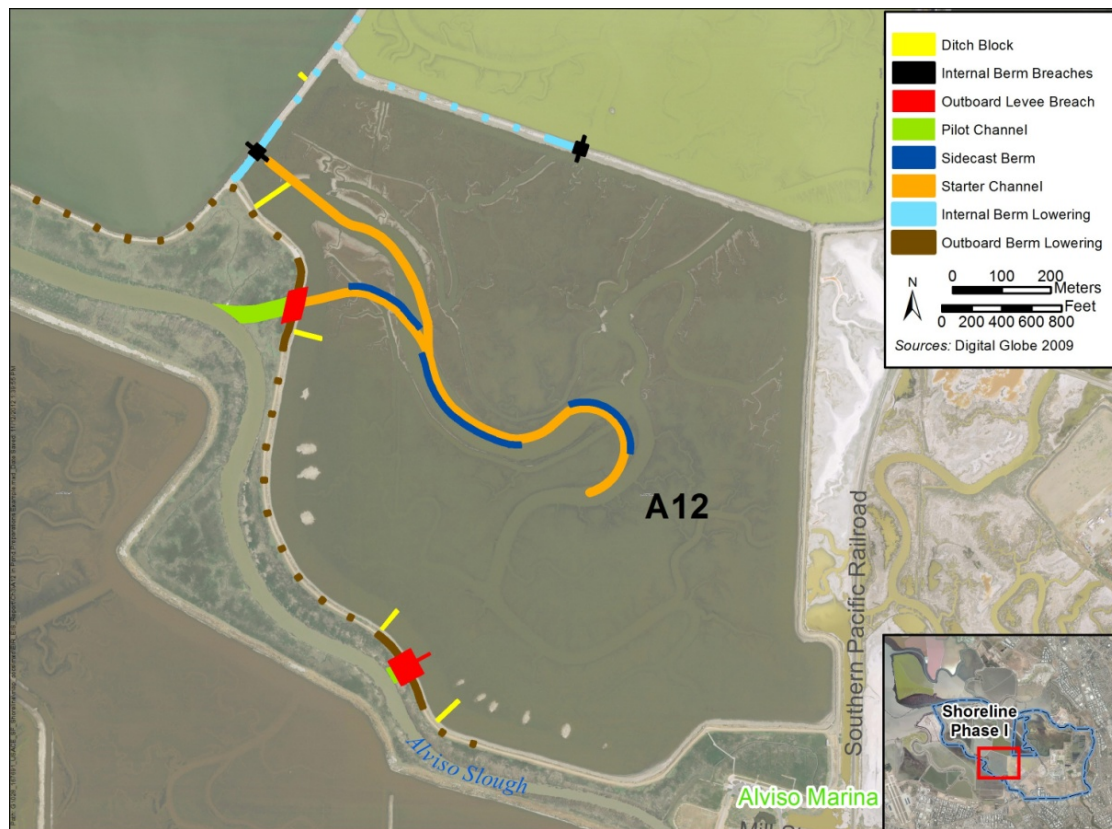 Ditch Block
Internal Berm Breaches
Outboard Levee Breach
Pilot Channel
Sidecast Berm
Starter Channel
Internal Berm Lowering
Outboard Berm Lowering
N
0 100 200
Meters
Feet
0 200 400 600 800
Sources: Digital Globe 2009
A12
Southern Pacific Railroad
Alviso Slough
Alviso Marina
Shoreline
Phase I